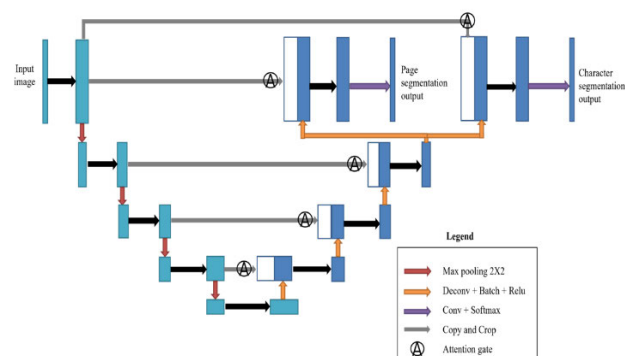 Input
image
A
A
Page
segmentation
output
Character
segmentation
output
A
A
A
Legend
Max pooling 2X2
Deconv + Batch + Relu
Conv + Softmax
Copy and Crop
A Attention gate